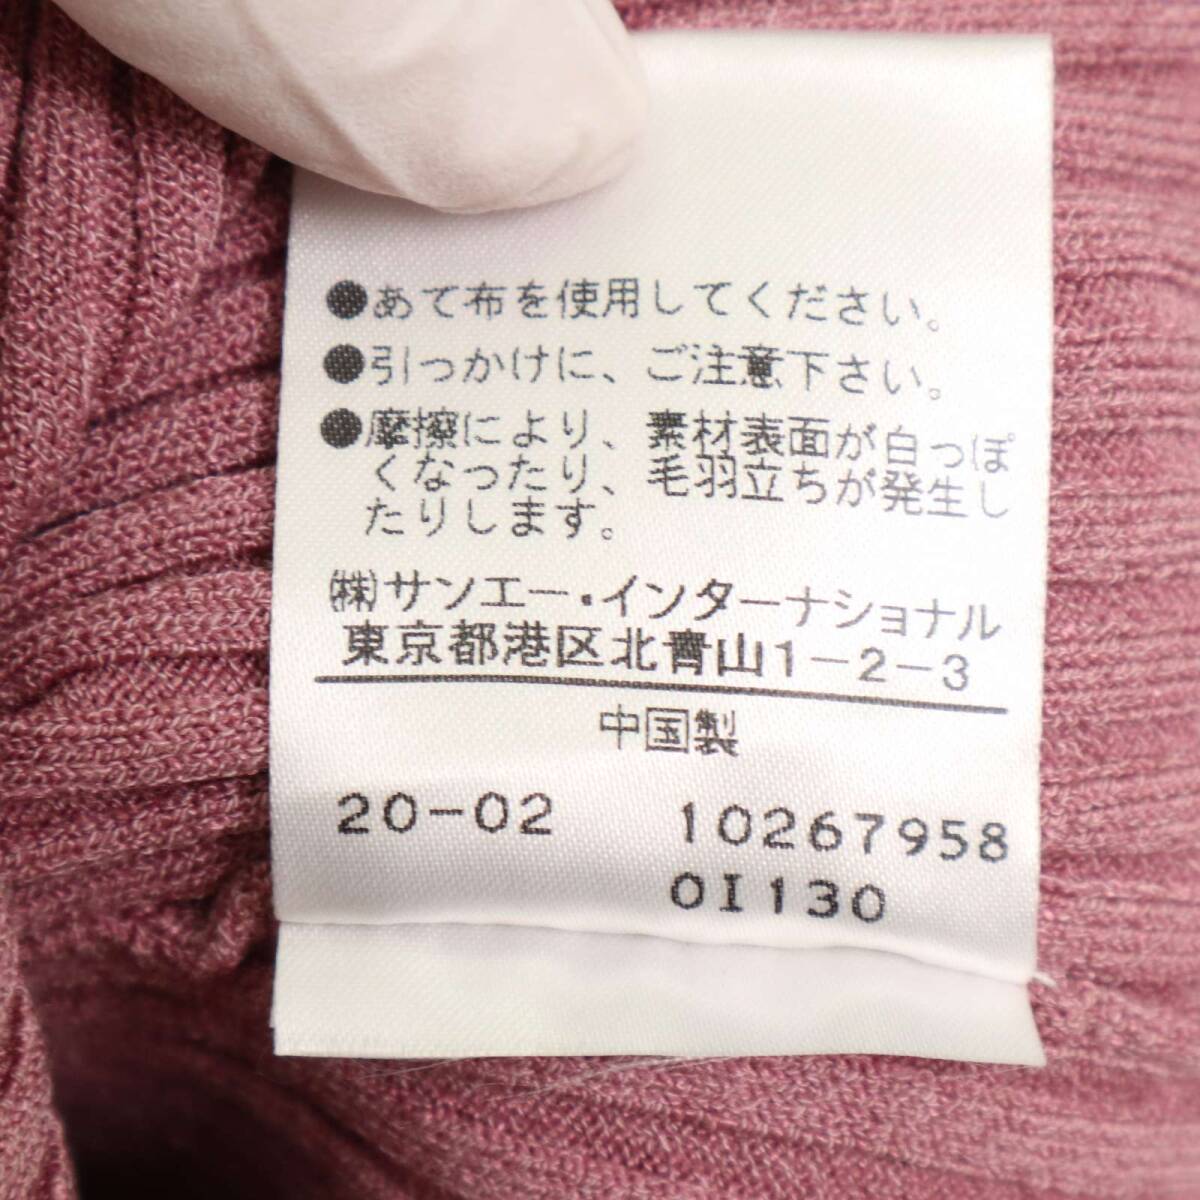 ●あて布を使用してください。
●引っかけに、ご注意下さい。
●摩擦により、素材表面が白っぽ
くなったり、毛羽立ちが発生し
たりします。
㈱サンエー・インターナショナル
東京都港区北青山1-2-3
中国製
20-02 10267958
0I130